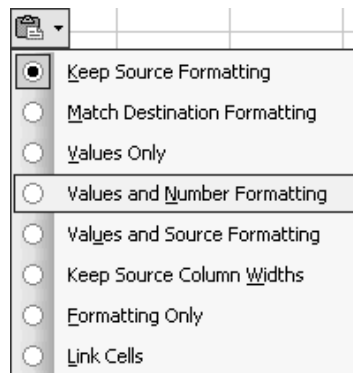 Keep Source Formatting
Match Destination Formatting
Values Only
Values and Number Formatting
Values and Source Formatting
Keep Source Column Widths
Formatting Only
Link Cells